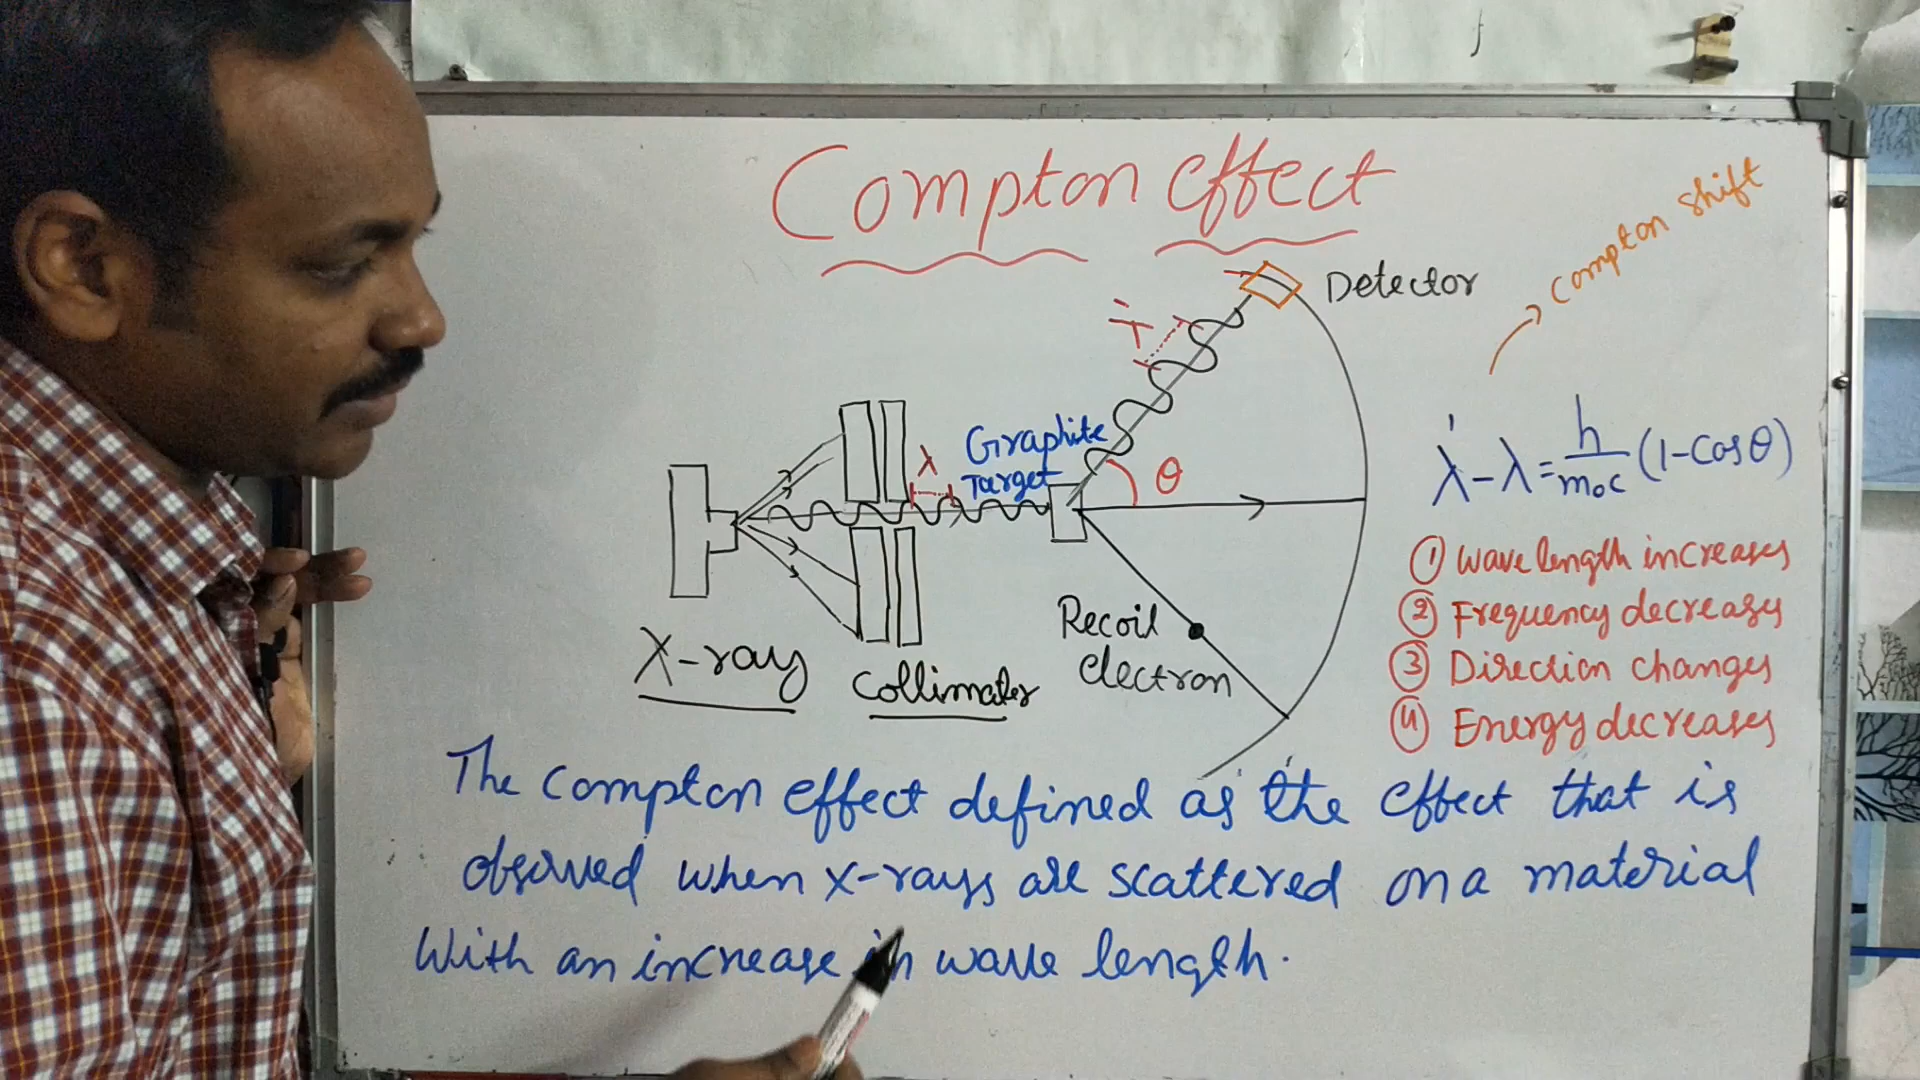 Compton effect
Compton shift
Detector
λ'
Graphite
Target
λ
θ
λ' - λ = h/m₀c (1-Cosθ)
① Wave length increases
② Frequency decreases
③ Direction changes
④ Energy decreases
Recoil
electron
X-ray
Collimater
The Compton effect defined as the effect that is
observed when x-rays are scattered on a material
With an increase in wave length.